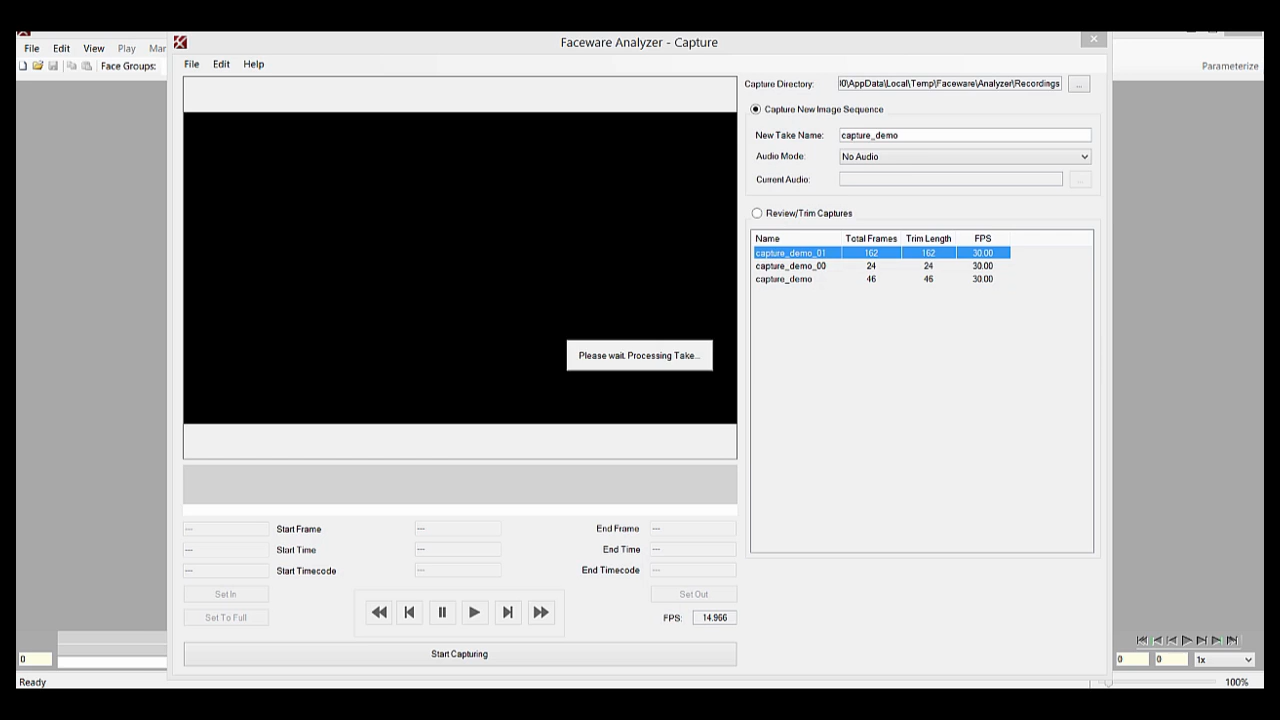 Faceware Analyzer - Capture
File Edit View Play Mar
Face Groups:
Parameterize
File Edit Help
Capture Directory: l0\AppData\Local\Temp\Faceware\Analyzer\Recordings ...
Capture New Image Sequence
New Take Name: capture_demo
Audio Mode: No Audio
Current Audio: ...
Review/Trim Captures
Name Total Frames Trim Length FPS
capture_demo_01 162 162 30.00
capture_demo_00 24 24 30.00
capture_demo 46 46 30.00
Please wait. Processing Take...
--- Start Frame --- End Frame ---
--- Start Time --- End Time ---
--- Start Timecode --- End Timecode ---
Set In Set Out
Set To Full FPS: 14.966
Start Capturing
0 0 0 1x
Ready 100%